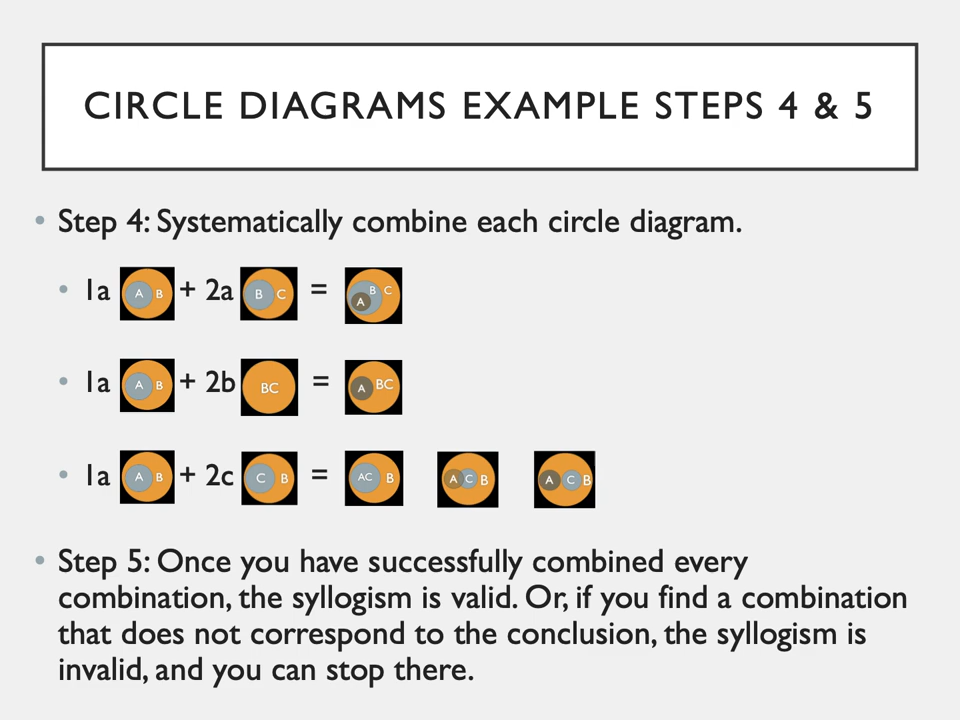 CIRCLE DIAGRAMS EXAMPLE STEPS 4 & 5
• Step 4: Systematically combine each circle diagram.
• 1a A B + 2a B C = A B C
• 1a A B + 2b BC = A BC
• 1a A B + 2c C B = AC B A C B A C B
• Step 5: Once you have successfully combined every
combination, the syllogism is valid. Or, if you find a combination
that does not correspond to the conclusion, the syllogism is
invalid, and you can stop there.